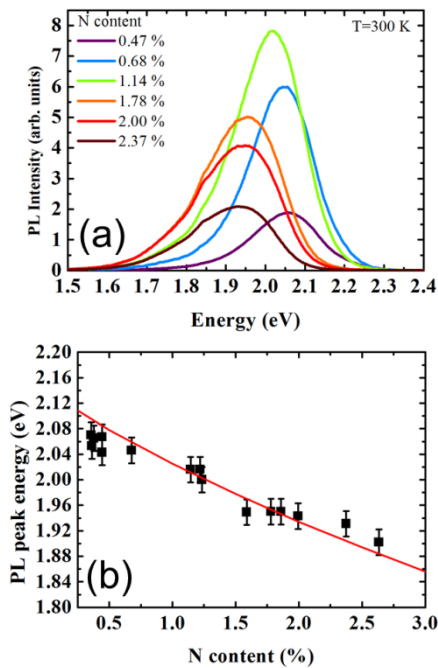 N content
T=300 K
0.47 %
0.68 %
1.14 %
1.78 %
2.00 %
2.37 %
PL Intensity (arb. units)
8
7
6
5
4
3
2
1
0
(a)
1.5 1.6 1.7 1.8 1.9 2.0 2.1 2.2 2.3 2.4
Energy (eV)
PL peak energy (eV)
2.20
2.16
2.12
2.08
2.04
2.00
1.96
1.92
1.88
1.84
1.80
(b)
0.5 1.0 1.5 2.0 2.5 3.0
N content (%)